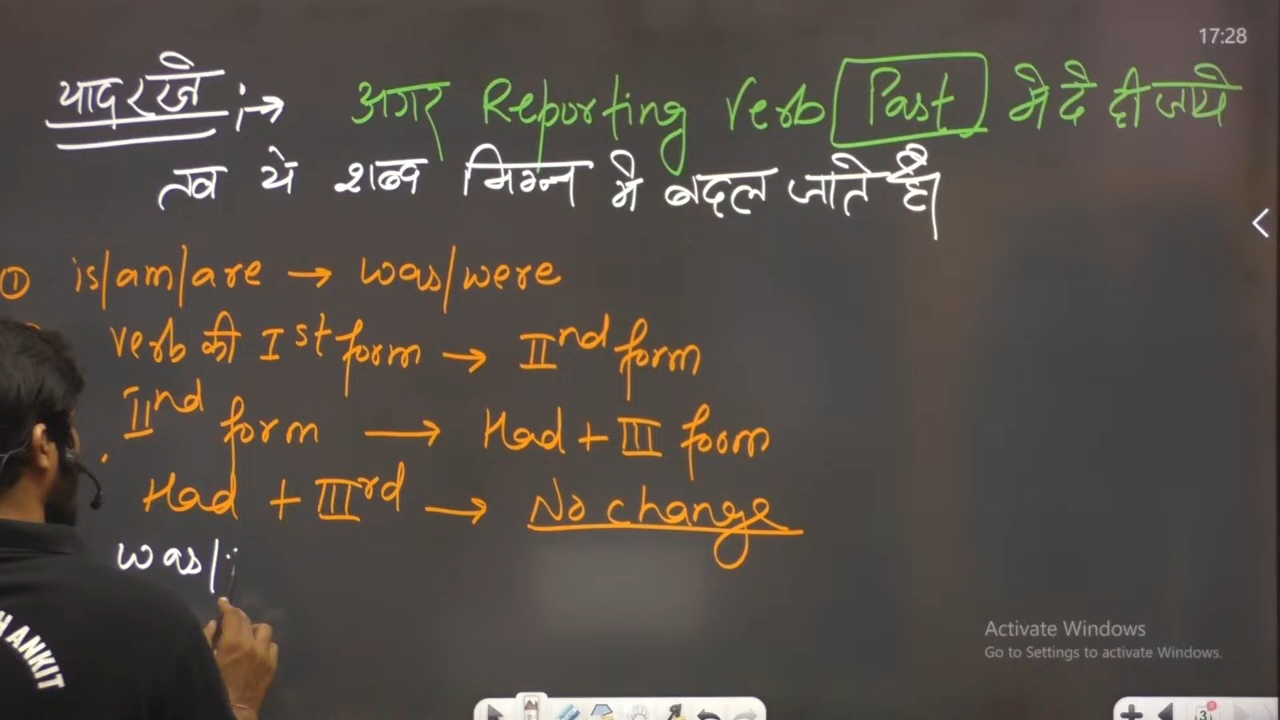 17:28
याद रखे :→ अगर Reporting Verb Past मे दे दी जाये
तब ये शब्द निम्न मे बदल जाते है।
① is/am/are → was/were
verb की Ist form → IInd form
IInd form → Had + III form
Had + IIIrd → No change
was/
H ANKIT
Activate Windows
Go to Settings to activate Windows.
3